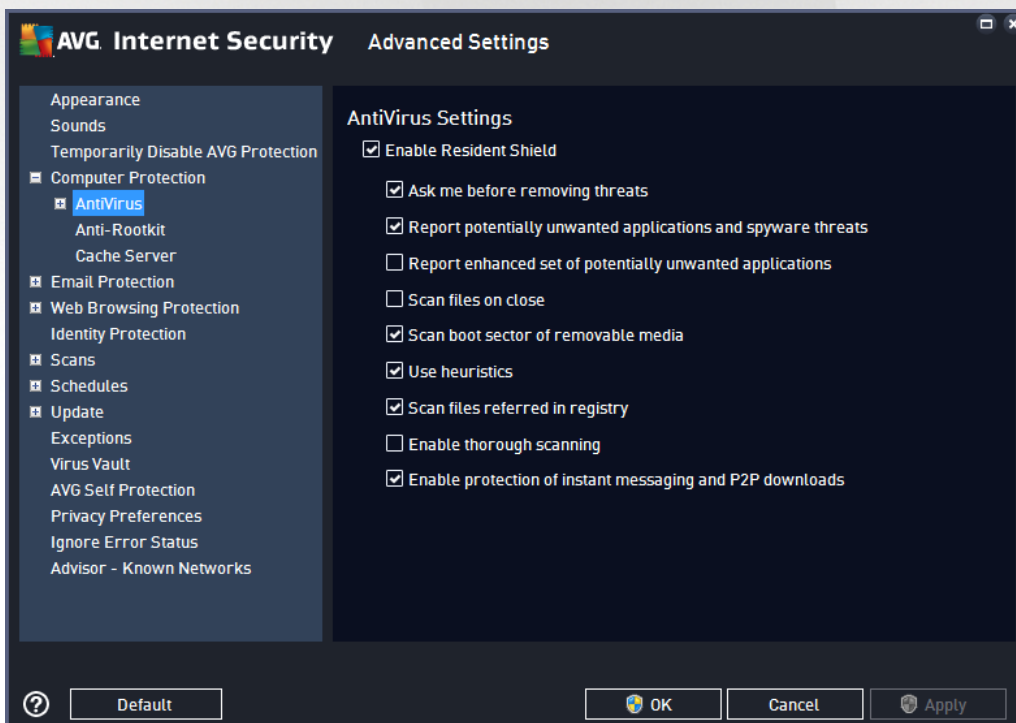 AVG. Internet Security Advanced Settings
Appearance
Sounds
Temporarily Disable AVG Protection
Computer Protection
AntiVirus
Anti-Rootkit
Cache Server
Email Protection
Web Browsing Protection
Identity Protection
Scans
Schedules
Update
Exceptions
Virus Vault
AVG Self Protection
Privacy Preferences
Ignore Error Status
Advisor - Known Networks
AntiVirus Settings
Enable Resident Shield
Ask me before removing threats
Report potentially unwanted applications and spyware threats
Report enhanced set of potentially unwanted applications
Scan files on close
Scan boot sector of removable media
Use heuristics
Scan files referred in registry
Enable thorough scanning
Enable protection of instant messaging and P2P downloads
? Default OK Cancel Apply